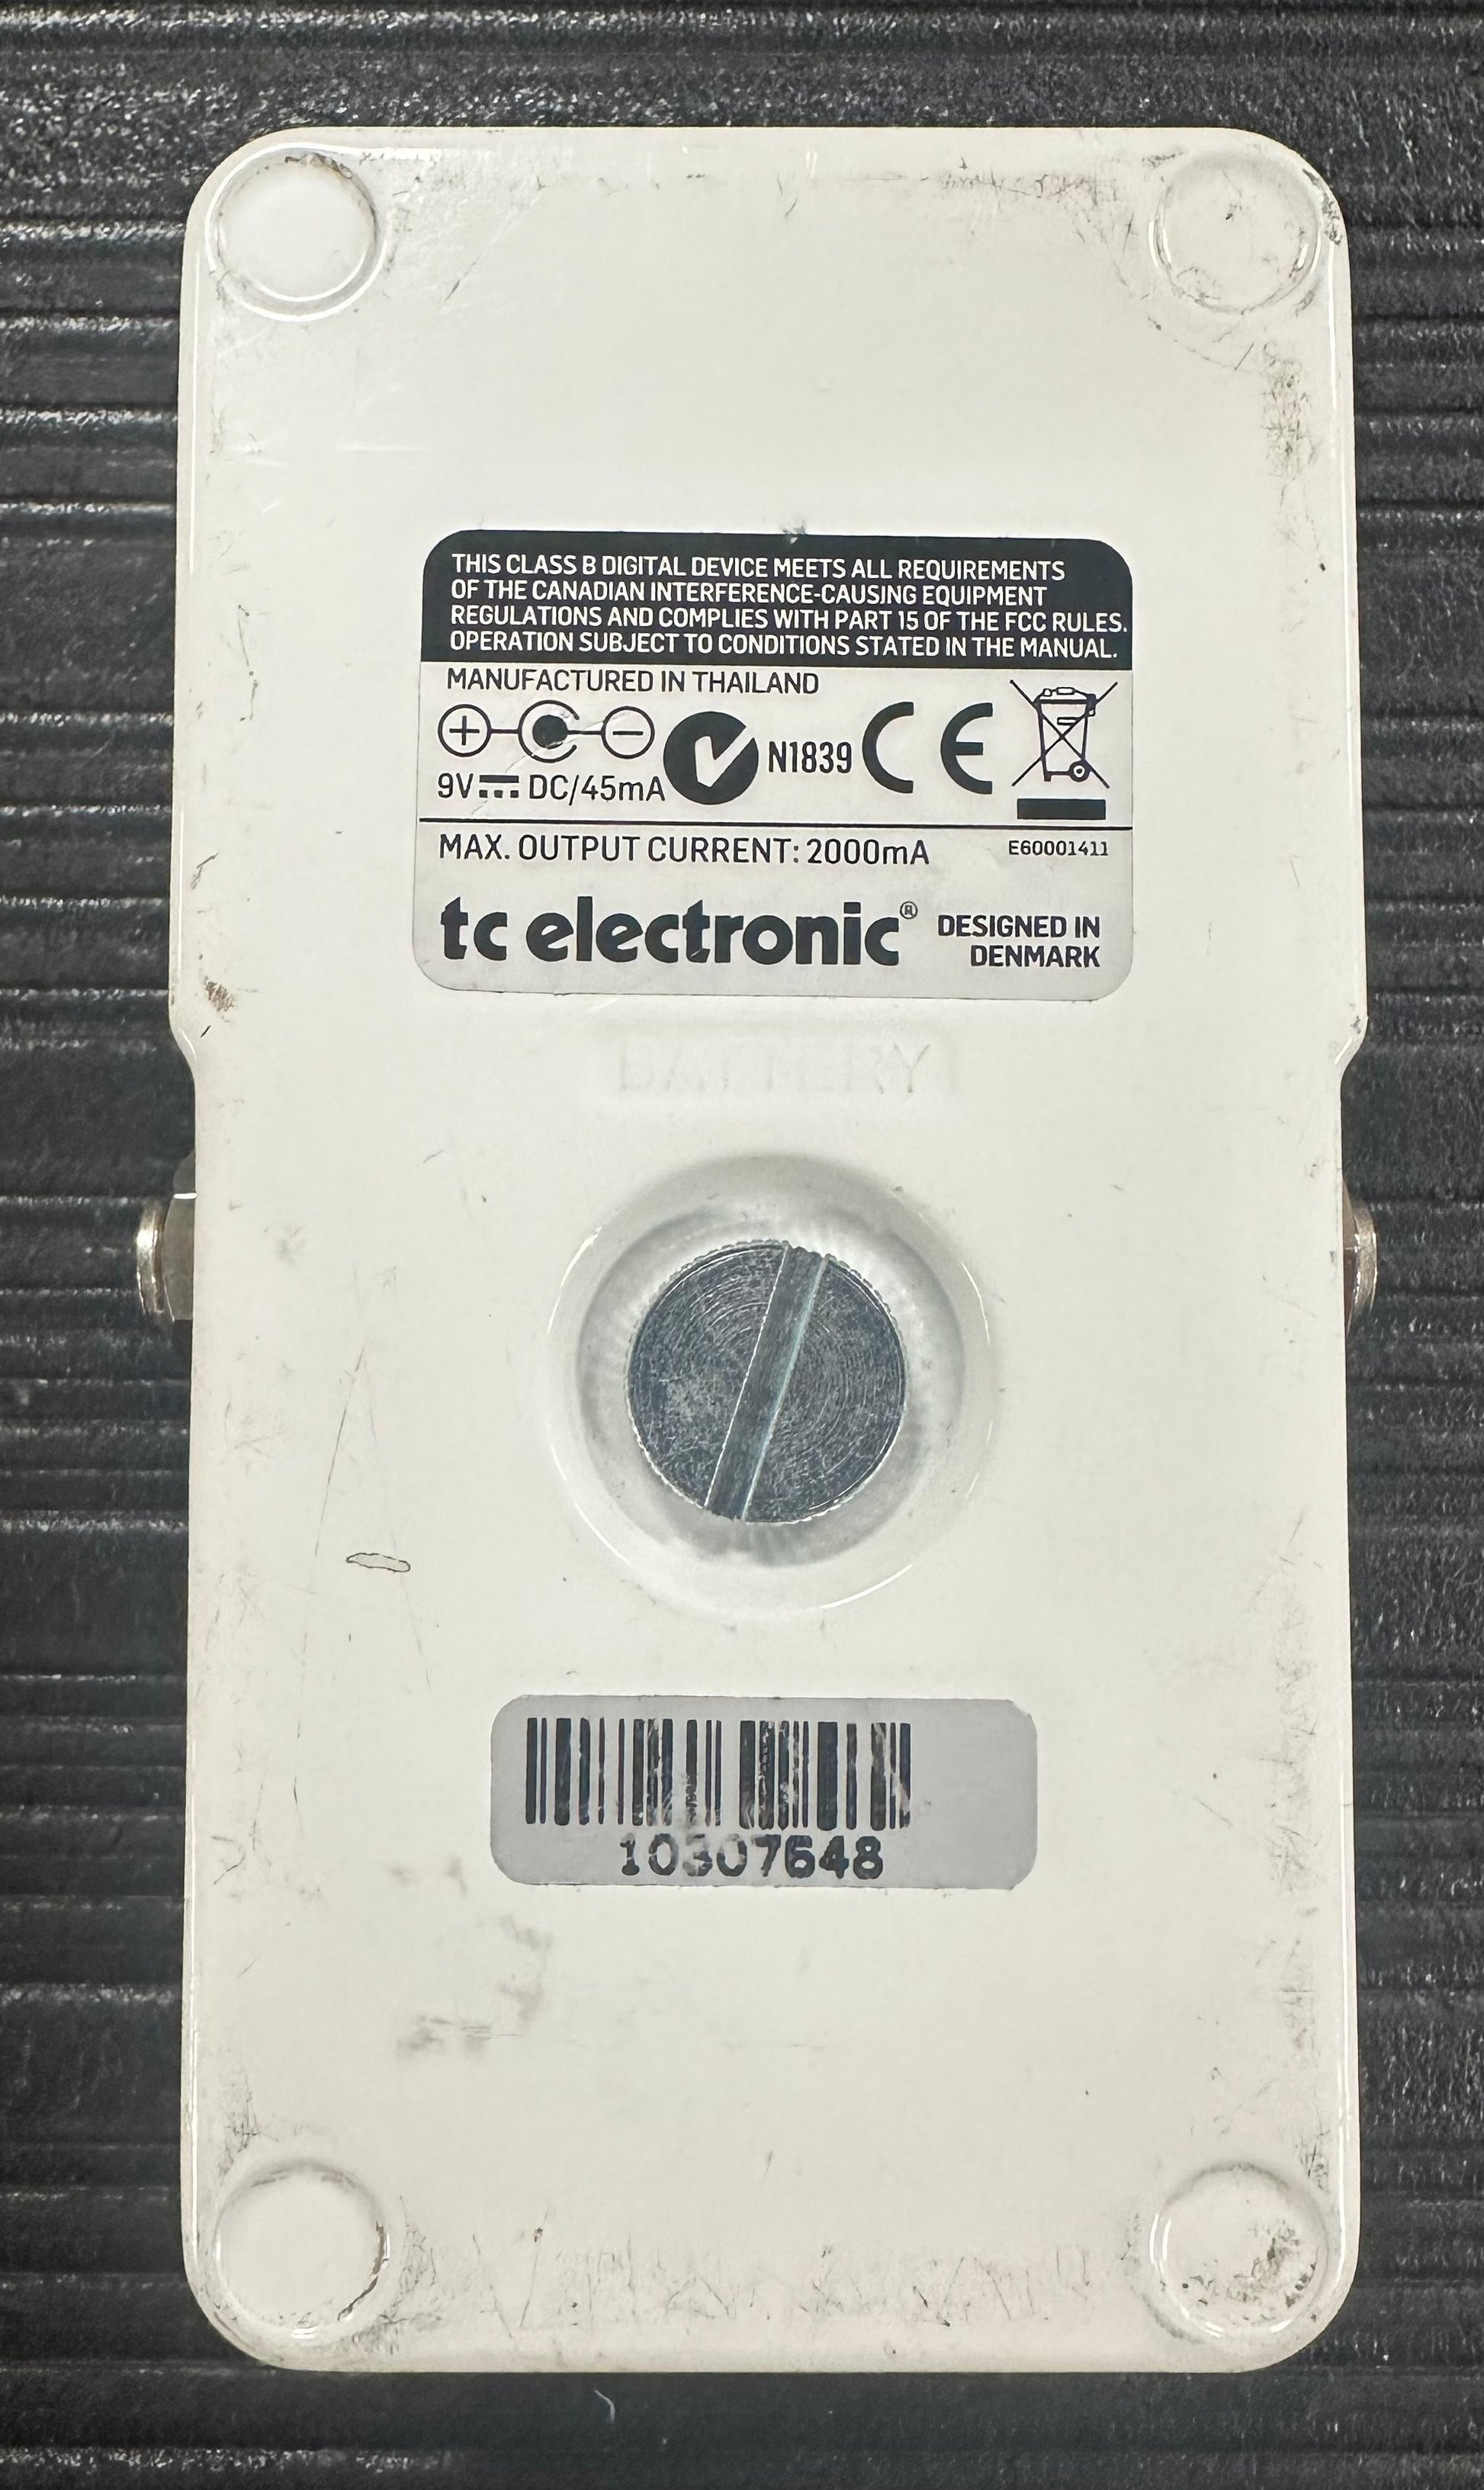 THIS CLASS B DIGITAL DEVICE MEETS ALL REQUIREMENTS
OF THE CANADIAN INTERFERENCE-CAUSING EQUIPMENT
REGULATIONS AND COMPLIES WITH PART 15 OF THE FCC RULES.
OPERATION SUBJECT TO CONDITIONS STATED IN THE MANUAL.
MANUFACTURED IN THAILAND
N1839 CE
9V DC/45mA
MAX. OUTPUT CURRENT: 2000mA E60001411
tc electronic® DESIGNED IN
DENMARK
BATTERY
10307648